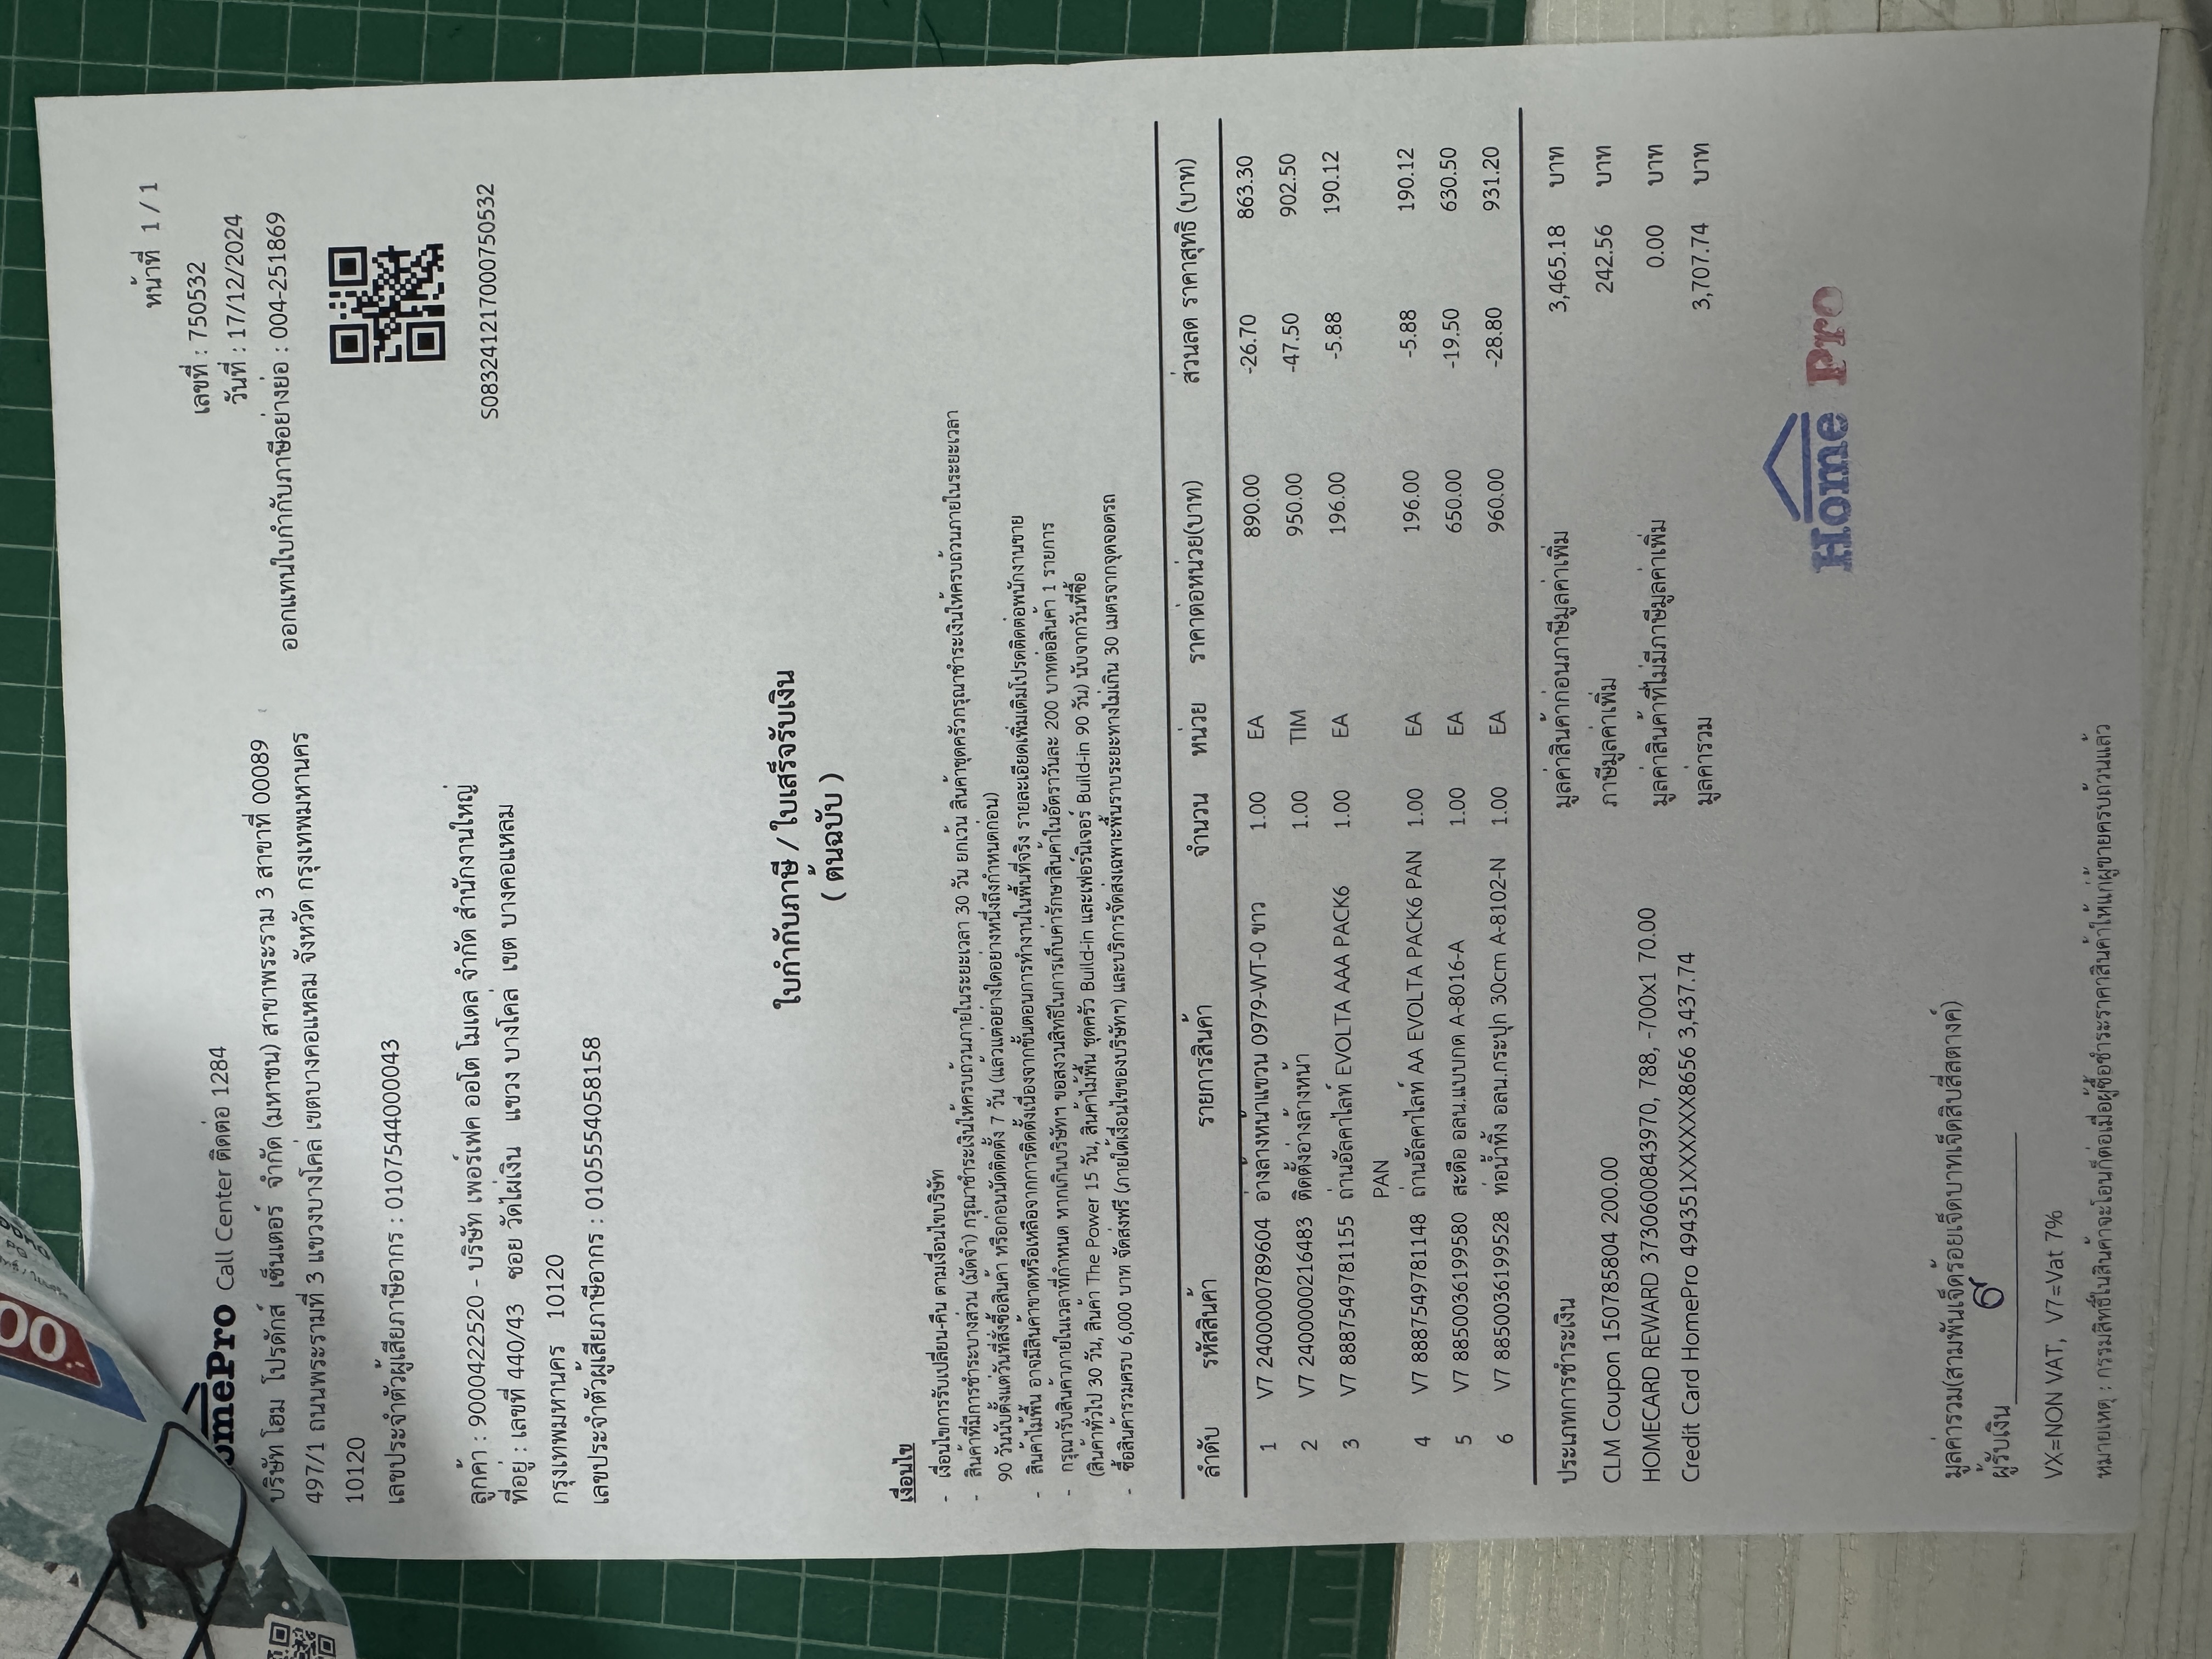 หน้าที่ 1 / 1
HomePro Call Center ติดต่อ 1284
เลขที่ : 750532
วันที่ : 17/12/2024
บริษัท โฮม โปรดักส์ เซ็นเตอร์ จำกัด (มหาชน) สาขาพระราม 3 สาขาที่ 00089
ออกแทนใบกำกับภาษีอย่างย่อ : 004-251869
497/1 ถนนพระรามที่ 3 แขวงบางโคล่ เขตบางคอแหลม จังหวัด กรุงเทพมหานคร
10120
เลขประจำตัวผู้เสียภาษีอากร : 0107544000043
ลูกค้า : 9000422520 - บริษัท เพอร์เฟค ออโต โมเดล จำกัด สำนักงานใหญ่
S083241217000750532
ที่อยู่ : เลขที่ 440/43 ซอย วัดไผ่เงิน แขวง บางโคล่ เขต บางคอแหลม
กรุงเทพมหานคร 10120
เลขประจำตัวผู้เสียภาษีอากร : 0105554058158
ใบกำกับภาษี / ใบเสร็จรับเงิน
( ต้นฉบับ )
เงื่อนไข
- เงื่อนไขการรับเปลี่ยน-คืน ตามเงื่อนไขบริษัท
- สินค้าที่มีการชำระบางส่วน (มัดจำ) กรุณาชำระเงินให้ครบถ้วนภายในระยะเวลา 30 วัน ยกเว้น สินค้าชุดครัวกรุณาชำระเงินให้ครบถ้วนภายในระยะเวลา
90 วันนับตั้งแต่วันที่สั่งซื้อสินค้า หรือก่อนนัดติดตั้ง 7 วัน (แล้วแต่อย่างใดอย่างหนึ่งถึงกำหนดก่อน)
- สินค้าไม้พื้น อาจมีสินค้าขาดหรือเหลือจากการติดตั้งเนื่องจากขั้นตอนการทำงานในพื้นที่จริง รายละเอียดเพิ่มเติมโปรดติดต่อพนักงานขาย
- กรุณารับสินค้าภายในเวลาที่กำหนด หากเกินบริษัทฯ ขอสงวนสิทธิในการเก็บค่ารักษาสินค้าในอัตราวันละ 200 บาทต่อสินค้า 1 รายการ
(สินค้าทั่วไป 30 วัน, สินค้า The Power 15 วัน, สินค้าไม้พื้น ชุดครัว Build-in และเฟอร์นิเจอร์ Build-in 90 วัน) นับจากวันที่ซื้อ
- ซื้อสินค้ารวมครบ 6,000 บาท จัดส่งฟรี (ภายใต้เงื่อนไขของบริษัทฯ) และบริการจัดส่งเฉพาะพื้นราบระยะทางไม่เกิน 30 เมตรจากจุดจอดรถ
ลำดับ รหัสสินค้า รายการสินค้า จำนวน หน่วย ราคาต่อหน่วย(บาท) ส่วนลด ราคาสุทธิ (บาท)
1 V7 2400000789604 อ่างล้างหน้าแขวน 0979-WT-0 ขาว 1.00 EA 890.00 -26.70 863.30
2 V7 2400000216483 ติดตั้งอ่างล้างหน้า 1.00 TIM 950.00 -47.50 902.50
3 V7 8887549781155 ถ่านอัลคาไลท์ EVOLTA AAA PACK6 1.00 EA 196.00 -5.88 190.12
PAN
4 V7 8887549781148 ถ่านอัลคาไลท์ AA EVOLTA PACK6 PAN 1.00 EA 196.00 -5.88 190.12
5 V7 8850036199580 สะดือ อลน.แบบกด A-8016-A 1.00 EA 650.00 -19.50 630.50
6 V7 8850036199528 ท่อน้ำทิ้ง อลน.กระปุก 30cm A-8102-N 1.00 EA 960.00 -28.80 931.20
ประเภทการชำระเงิน
มูลค่าสินค้าก่อนภาษีมูลค่าเพิ่ม 3,465.18 บาท
CLM Coupon 150785804 200.00
ภาษีมูลค่าเพิ่ม 242.56 บาท
HOMECARD REWARD 3730600843970, 788, -700x1 70.00
มูลค่าสินค้าที่ไม่มีภาษีมูลค่าเพิ่ม 0.00 บาท
Credit Card HomePro 494351XXXXXX8656 3,437.74
มูลค่ารวม 3,707.74 บาท
Home Pro
มูลค่ารวม(สามพันเจ็ดร้อยเจ็ดบาทเจ็ดสิบสี่สตางค์)
ผู้รับเงิน
VX=NON VAT, V7=Vat 7%
หมายเหตุ : กรรมสิทธิ์ในสินค้าจะโอนก็ต่อเมื่อผู้ซื้อชำระราคาสินค้าให้แก่ผู้ขายครบถ้วนแล้ว